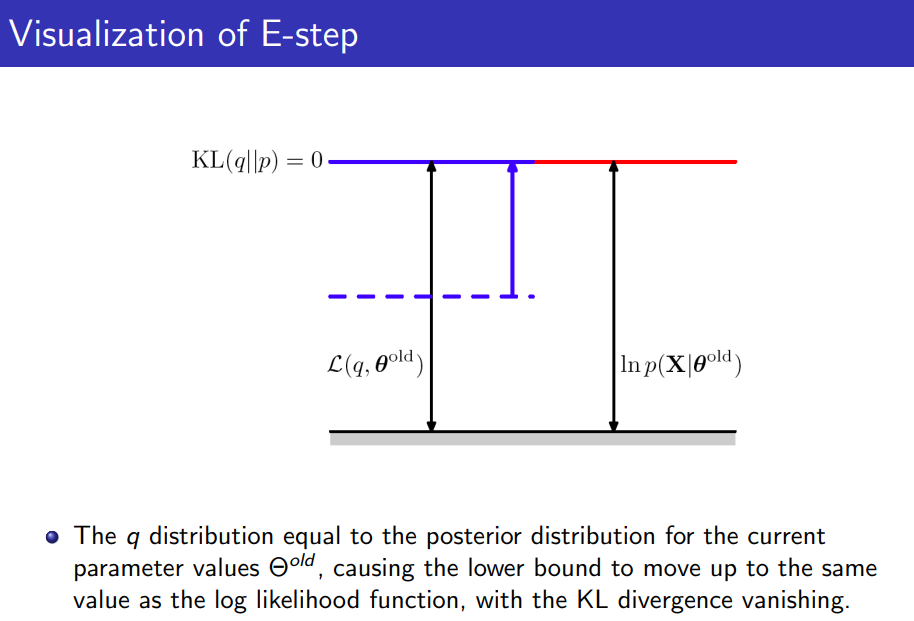 Visualization of E-step
KL(q||p) = 0
ℒ(q, θ^old)
ln p(X|θ^old)
The q distribution equal to the posterior distribution for the current
parameter values Θ^old, causing the lower bound to move up to the same
value as the log likelihood function, with the KL divergence vanishing.